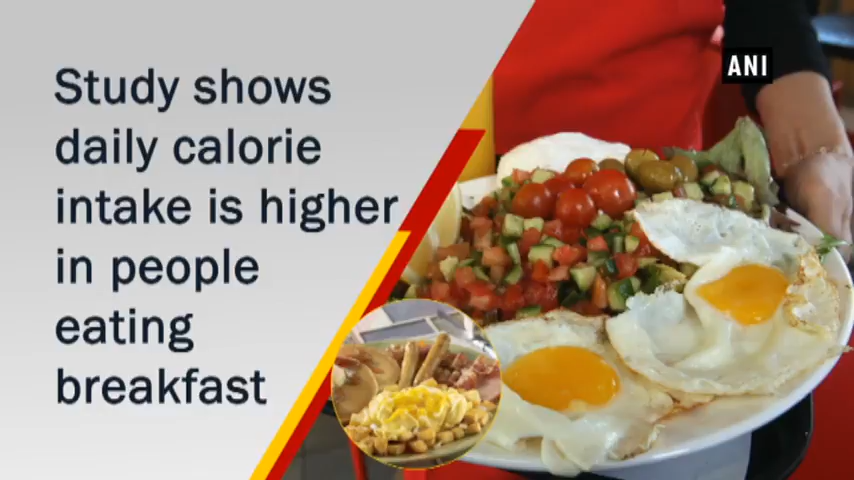 Study shows
daily calorie
intake is higher
in people
eating
breakfast
ANI